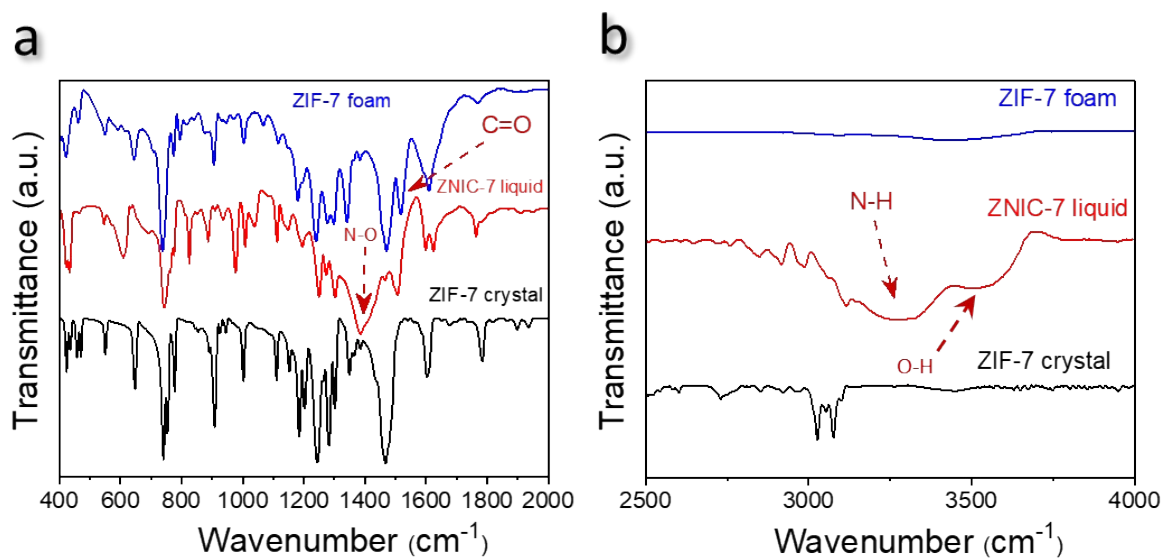 a
Transmittance (a.u.)
ZIF-7 foam
C=O
ZNIC-7 liquid
N-O
ZIF-7 crystal
400 600 800 1000 1200 1400 1600 1800 2000
Wavenumber (cm-1)
b
Transmittance (a.u.)
ZIF-7 foam
N-H
ZNIC-7 liquid
O-H
ZIF-7 crystal
2500 3000 3500 4000
Wavenumber (cm-1)